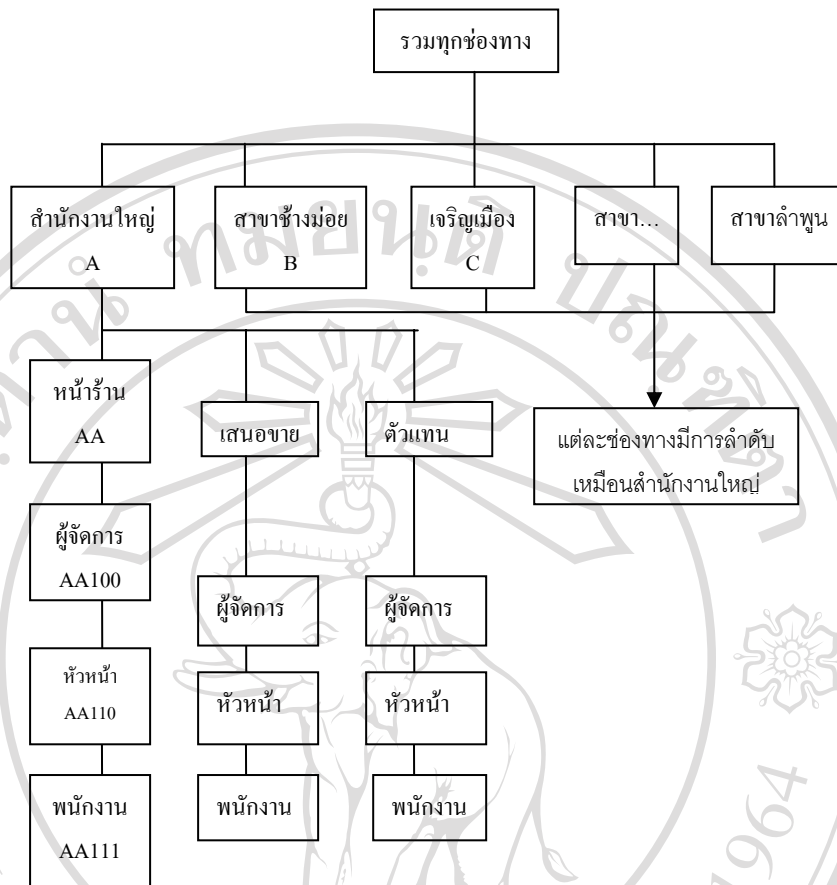 รวมทุกช่องทาง
สำนักงานใหญ่
A
สาขาช้างม่อย
B
เจริญเมือง
C
สาขา...
สาขาลำพูน
หน้าร้าน
AA
เสนอขาย
ตัวแทน
แต่ละช่องทางมีการลำดับ
เหมือนสำนักงานใหญ่
ผู้จัดการ
AA100
ผู้จัดการ
ผู้จัดการ
หัวหน้า
AA110
หัวหน้า
หัวหน้า
พนักงาน
AA111
พนักงาน
พนักงาน
1964